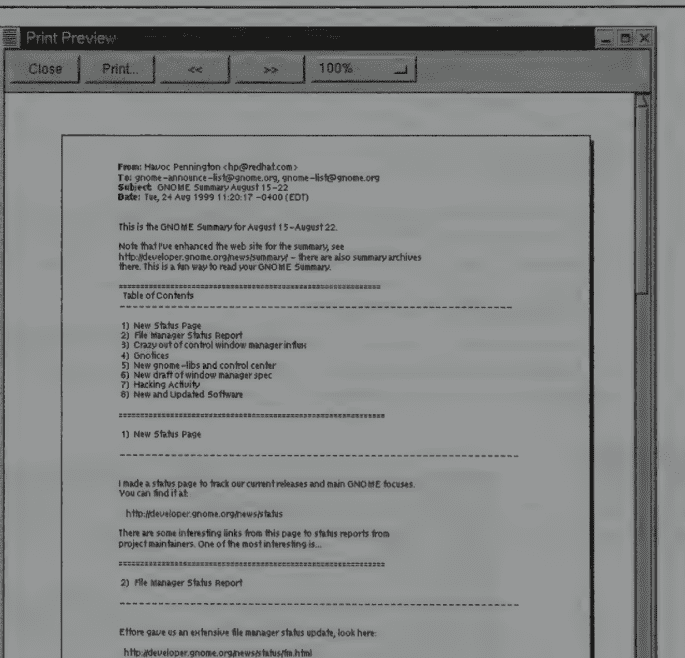 Print Preview
Close Print... << >> 100%
From: Havoc Pennington <hp@redhat.com>
To: gnome-announce-list@gnome.org, gnome-list@gnome.org
Subject: GNOME Summary August 15-22
Date: Tue, 24 Aug 1999 11:20:17 -0400 (EDT)
This is the GNOME Summary for August 15-August 22.
Note that I've enhanced the web site for the summary, see
http://developer.gnome.org/news/summary/ - there are also summary archives
there. This is a fun way to read your GNOME Summary.
==============================================================
Table of Contents
------------------------------------------------------------------------------
1) New Status Page
2) File Manager Status Report
3) Crazy out of control window manager influx
4) Gnotices
5) New gnome-libs and control center
6) New draft of window manager spec
7) Hacking Activity
8) New and Updated Software
==============================================================
1) New Status Page
------------------------------------------------------------------------------
I made a status page to track our current releases and main GNOME focuses.
You can find it at:
http://developer.gnome.org/news/status
There are some interesting links from this page to status reports from
project maintainers. One of the most interesting is...
==============================================================
2) File Manager Status Report
------------------------------------------------------------------------------
Ettore gave us an extensive file manager status update, look here:
http://developer.gnome.org/news/status/fm.html